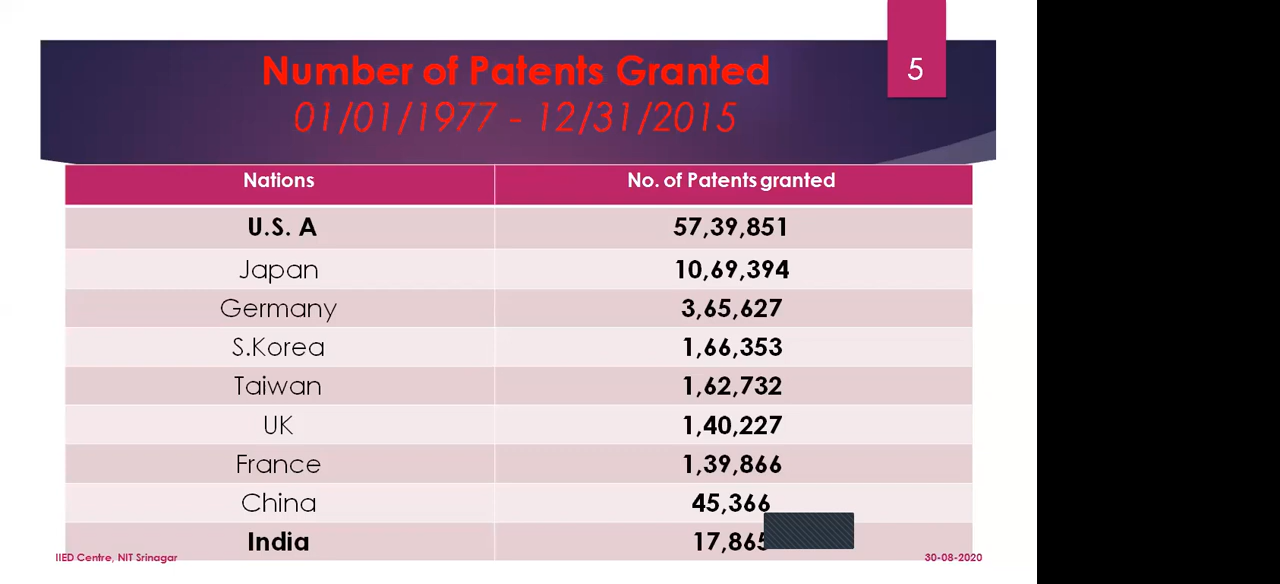 5
Number of Patents Granted
01/01/1977 - 12/31/2015
Nations No. of Patents granted
U.S. A 57,39,851
Japan 10,69,394
Germany 3,65,627
S.Korea 1,66,353
Taiwan 1,62,732
UK 1,40,227
France 1,39,866
China 45,366
India 17,865
IIED Centre, NIT Srinagar 30-08-2020